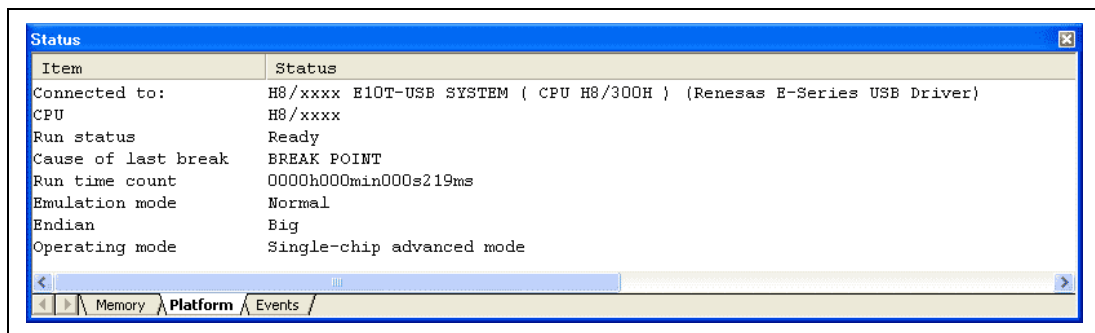 Status
Item Status
Connected to: H8/xxxx E10T-USB SYSTEM ( CPU H8/300H ) (Renesas E-Series USB Driver)
CPU H8/xxxx
Run status Ready
Cause of last break BREAK POINT
Run time count 0000h000min000s219ms
Emulation mode Normal
Endian Big
Operating mode Single-chip advanced mode
Memory Platform Events